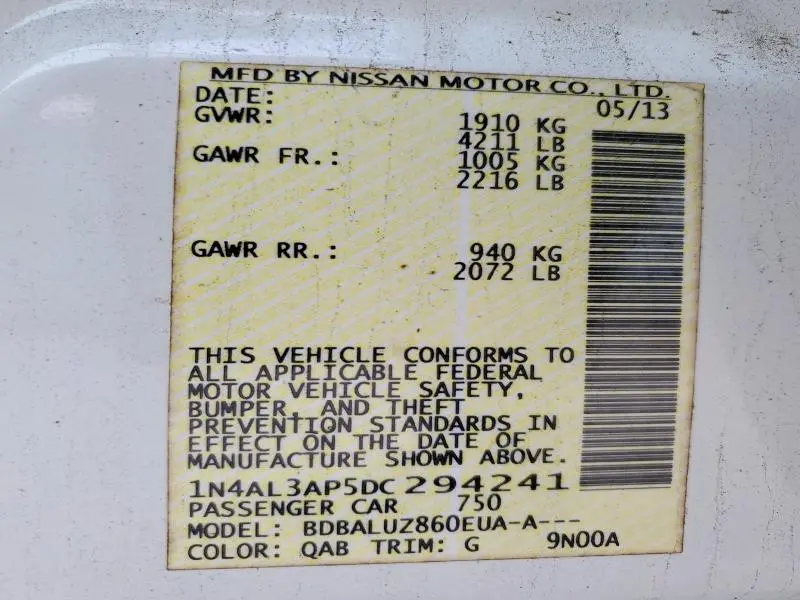 MFD BY NISSAN MOTOR CO., LTD.
DATE: 05/13
GVWR: 1910 KG
4211 LB
GAWR FR.: 1005 KG
2216 LB
GAWR RR.: 940 KG
2072 LB
THIS VEHICLE CONFORMS TO
ALL APPLICABLE FEDERAL
MOTOR VEHICLE SAFETY,
BUMPER, AND THEFT
PREVENTION STANDARDS IN
EFFECT ON THE DATE OF
MANUFACTURE SHOWN ABOVE.
1N4AL3AP5DC294241
PASSENGER CAR 750
MODEL: BDBALUZ860EUA-A---
COLOR: QAB TRIM: G 9N00A